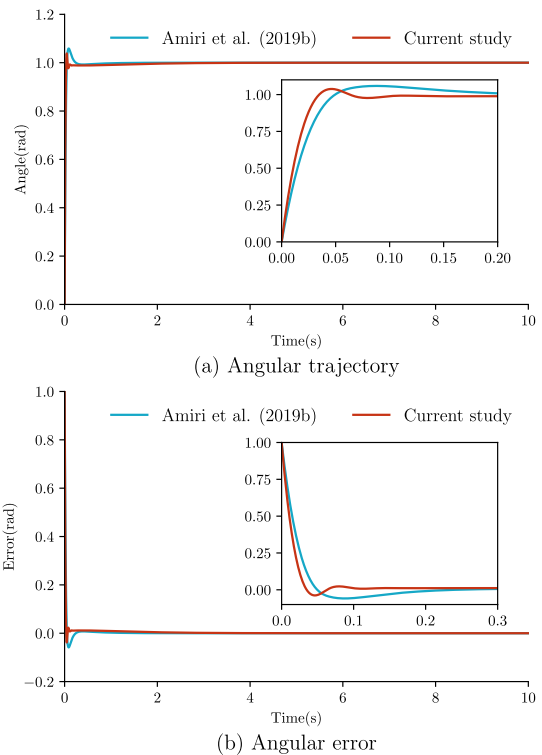 1.2
Amiri et al. (2019b) Current study
1.0
1.00
0.8
0.75
Angle(rad)
0.6
0.50
0.4
0.25
0.00
0.00 0.05 0.10 0.15 0.20
0.2
0.0
0 2 4 6 8 10
Time(s)
(a) Angular trajectory
1.0
Amiri et al. (2019b) Current study
0.8
1.00
0.75
0.6
0.50
Error(rad)
0.4
0.25
0.2
0.00
0.0 0.1 0.2 0.3
0.0
−0.2
0 2 4 6 8 10
Time(s)
(b) Angular error